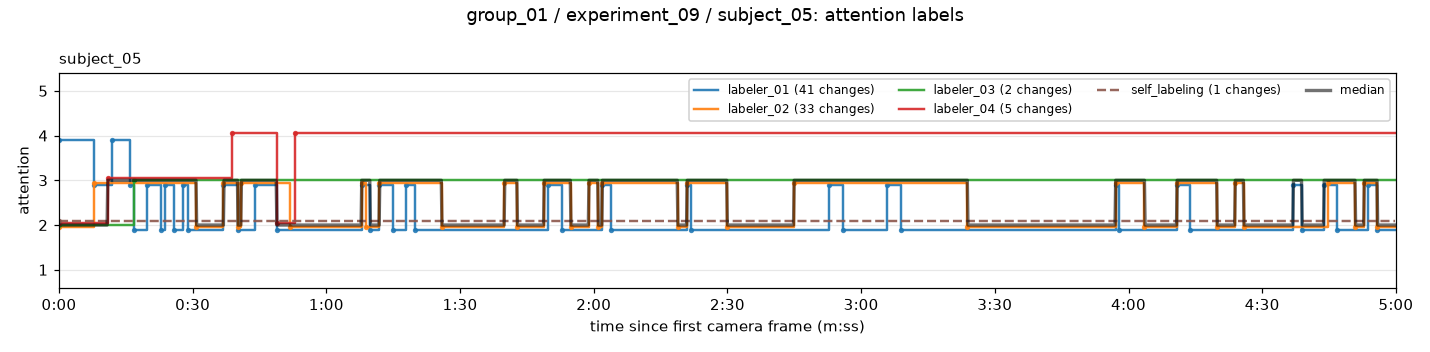 group_01 / experiment_09 / subject_05: attention labels
subject_05
labeler_01 (41 changes)
labeler_02 (33 changes)
labeler_03 (2 changes)
labeler_04 (5 changes)
self_labeling (1 changes)
median
attention
5
4
3
2
1
0:00 0:30 1:00 1:30 2:00 2:30 3:00 3:30 4:00 4:30 5:00
time since first camera frame (m:ss)